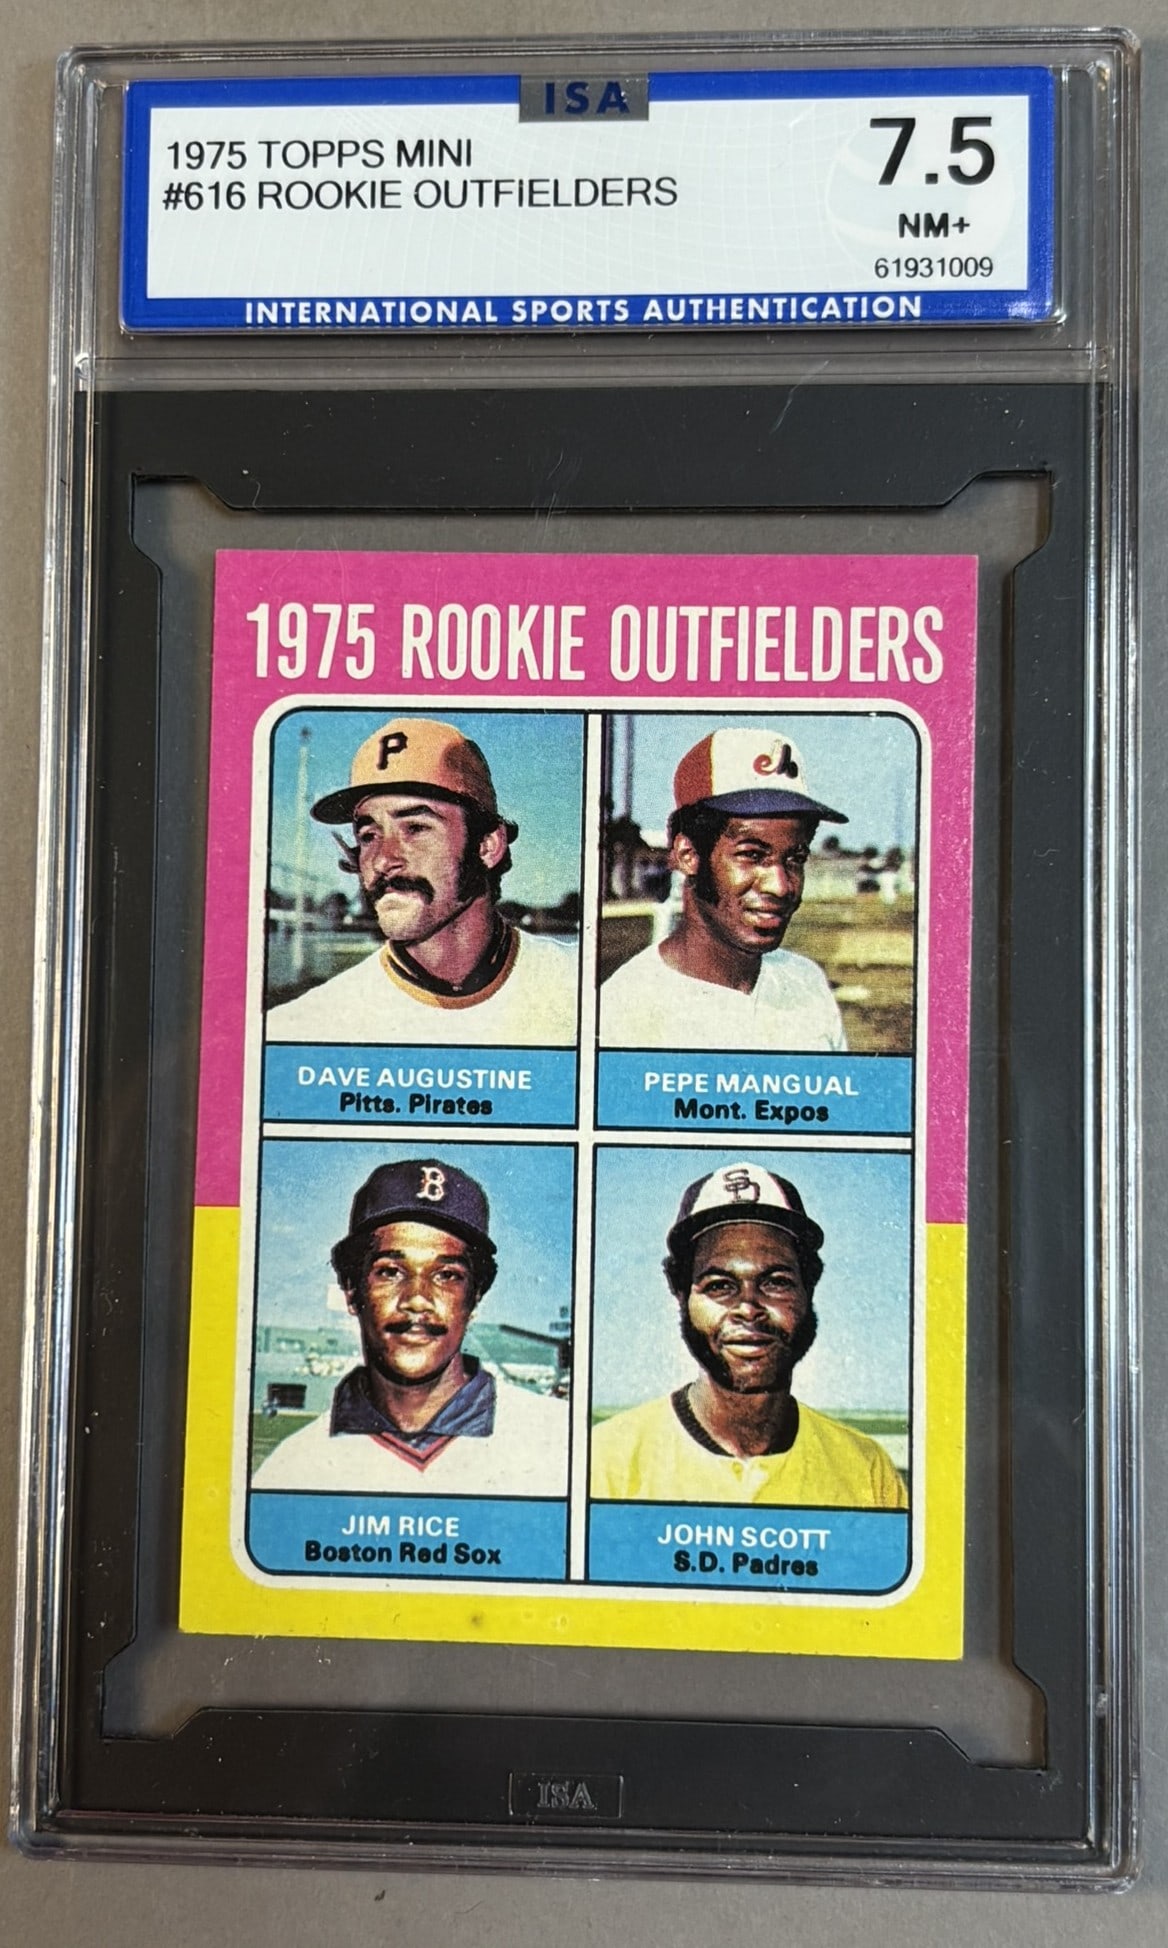 ISA
1975 TOPPS MINI
#616 ROOKIE OUTFIELDERS
7.5
NM+
61931009
INTERNATIONAL SPORTS AUTHENTICATION
1975 ROOKIE OUTFIELDERS
P
DAVE AUGUSTINE
Pitts. Pirates
PEPE MANGUAL
Mont. Expos
B
SD
JIM RICE
Boston Red Sox
JOHN SCOTT
S.D. Padres
ISA